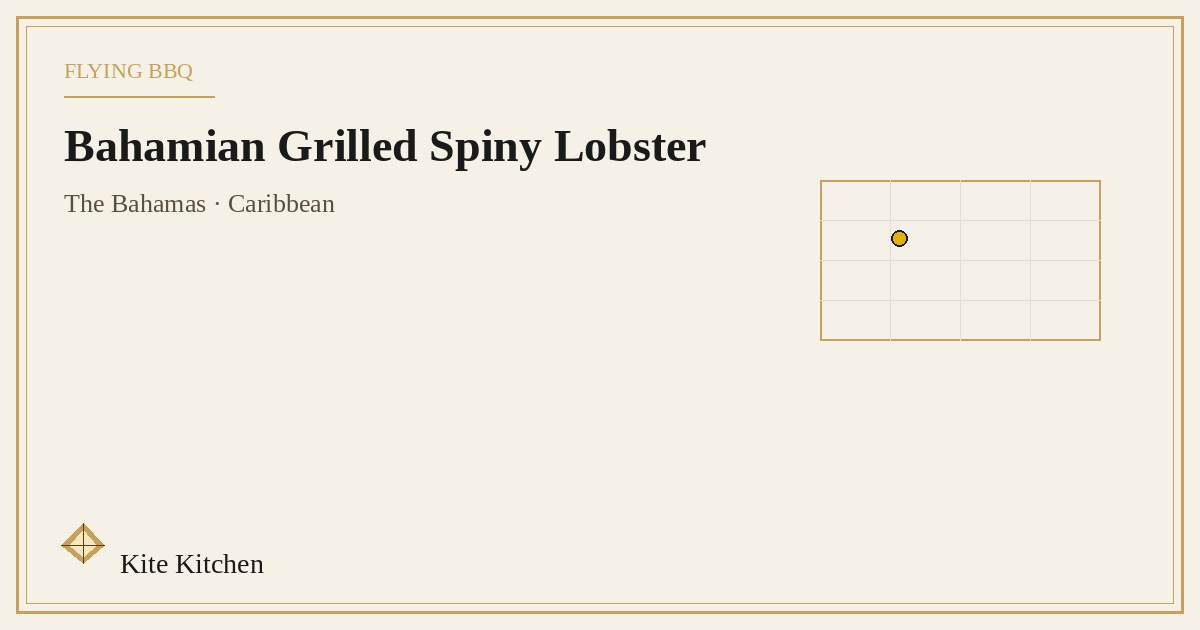 FLYING BBQ
Bahamian Grilled Spiny Lobster
The Bahamas · Caribbean
Kite Kitchen